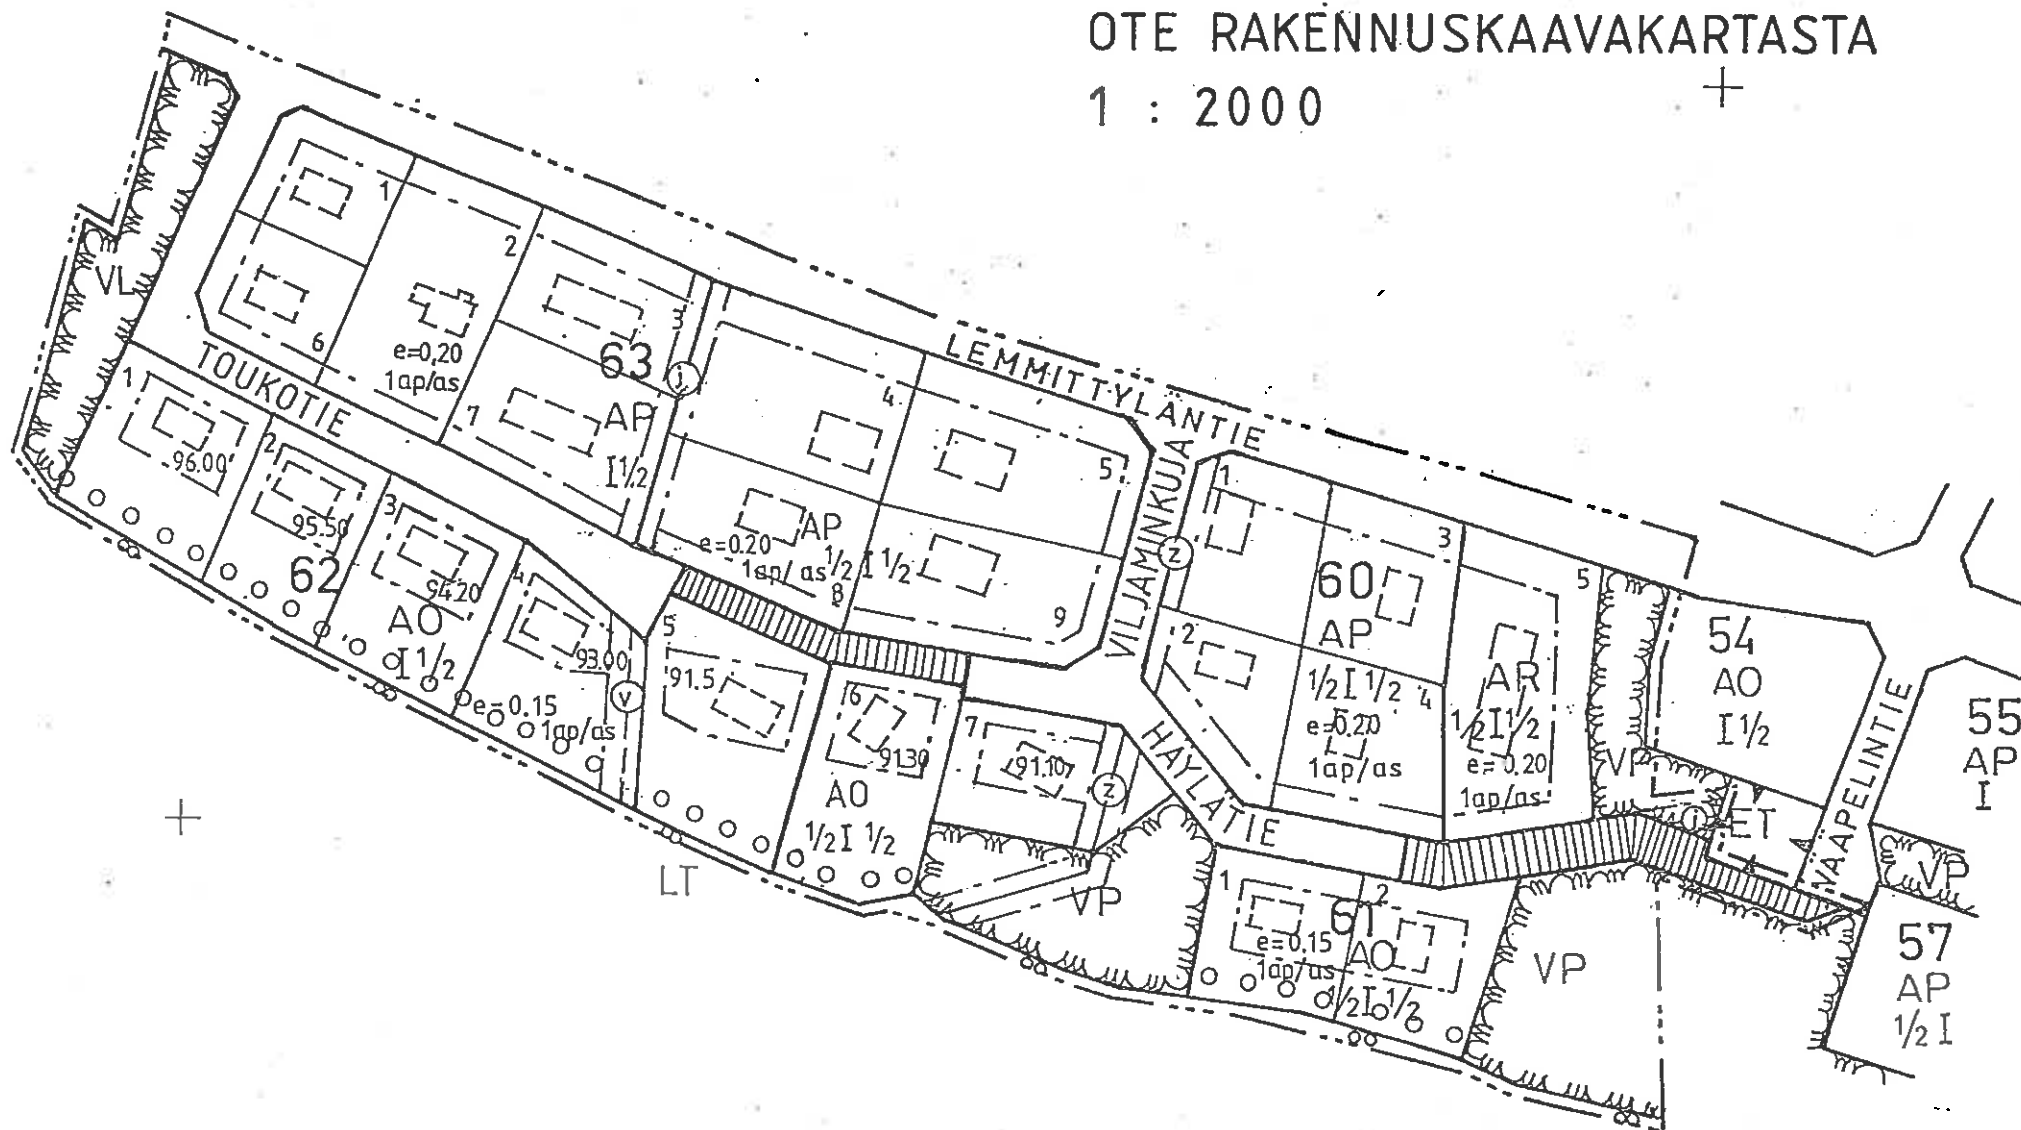 OTE RAKENNUSKAAVAKARTASTA
1 : 2000
VL
1
2
3
6
7
e=0,20
1ap/as
63
j
AP
I½
TOUKOTIE
LEMMITTYLÄNTIE
4
5
8
9
e=0.20
AP
1ap/as ½ I ½
VILJAMINKUJA
z
1
96.00
2
95.50
62
3
94.20
AO
I ½
4
93.00
e=0.15
1ap/as
v
5
91.5
6
91.30
AO
½ I ½
7
91.10
z
LT
VP
HÄYLÄTIE
1
2
3
4
5
60
AP
½ I ½
e=0.20
1ap/as
AR
½ I ½
e=0.20
1ap/as
VP
j
ET
54
AO
I ½
VAAPELINTIE
55
AP
I
VP
57
AP
½ I
1
2
61
e=0.15
AO
1ap/as
½ I ½
VP